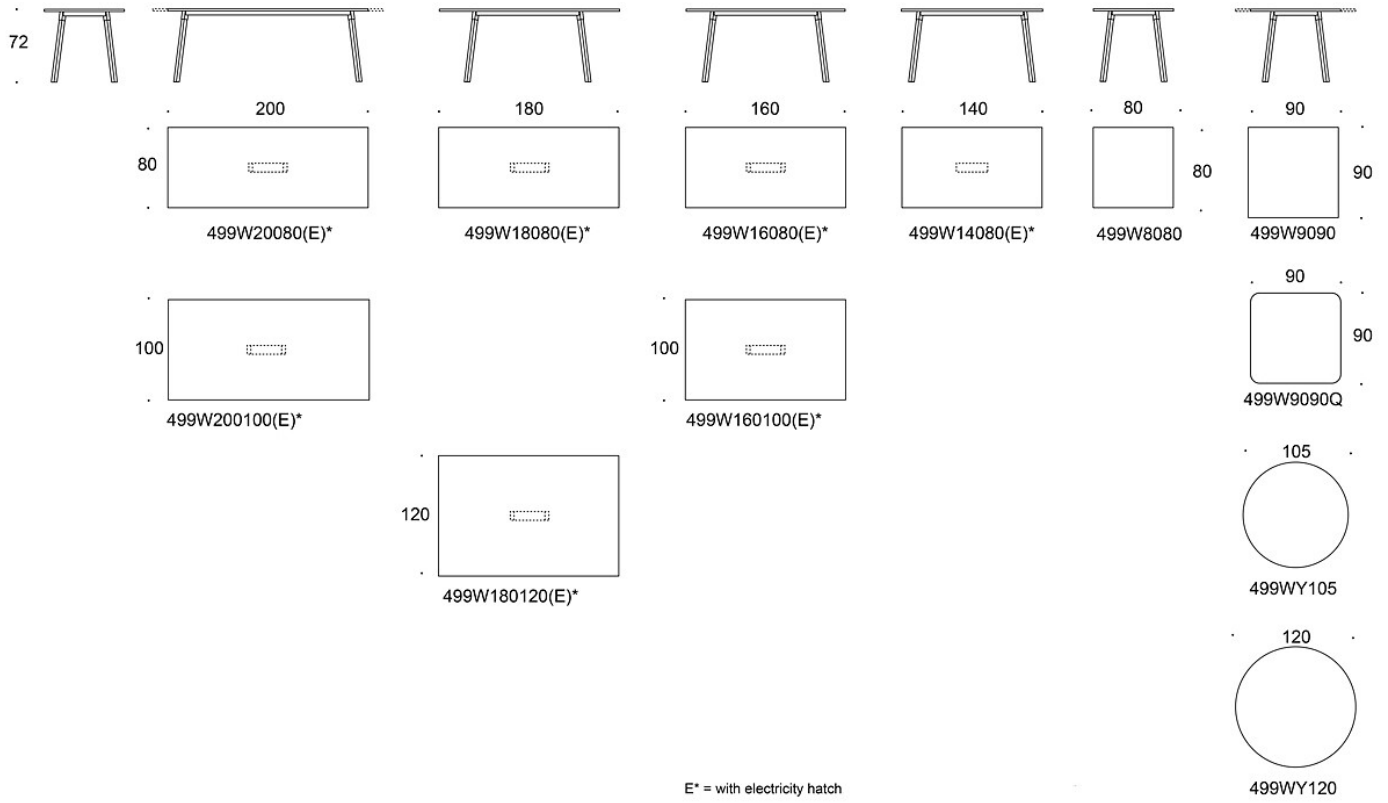 72
200
180
160
140
80
90
80
80
90
499W20080(E)*
499W18080(E)*
499W16080(E)*
499W14080(E)*
499W8080
499W9090
90
100
100
90
499W200100(E)*
499W160100(E)*
499W9090Q
105
120
499W180120(E)*
499WY105
120
E* = with electricity hatch
499WY120